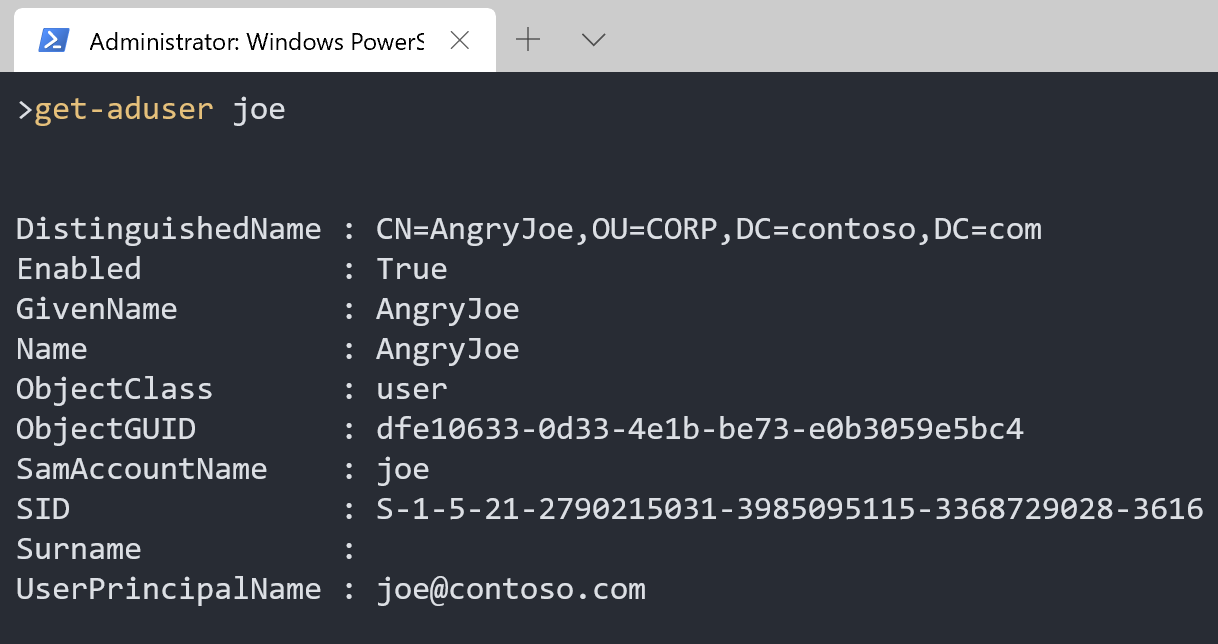 Administrator: Windows PowerS
>get-aduser joe
DistinguishedName : CN=AngryJoe,OU=CORP,DC=contoso,DC=com
Enabled           : True
GivenName         : AngryJoe
Name              : AngryJoe
ObjectClass       : user
ObjectGUID        : dfe10633-0d33-4e1b-be73-e0b3059e5bc4
SamAccountName    : joe
SID               : S-1-5-21-2790215031-3985095115-3368729028-3616
Surname           :
UserPrincipalName : joe@contoso.com